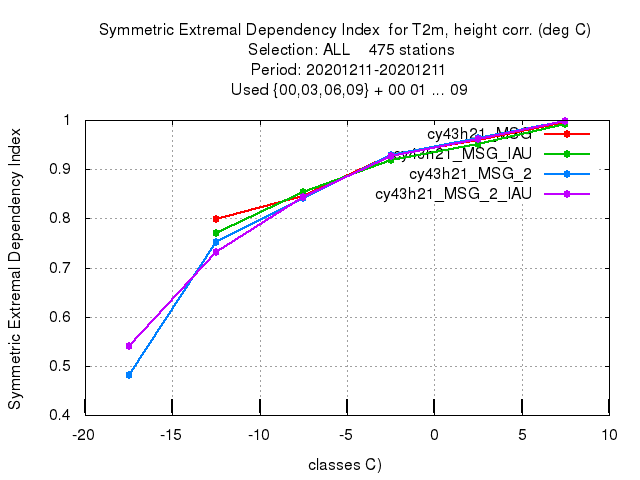 Symmetric Extremal Dependency Index  for T2m, height corr. (deg C)
Selection: ALL    475 stations
Period: 20201211-20201211
Used {00,03,06,09} + 00 01 ... 09
Symmetric Extremal Dependency Index
1
0.9
0.8
0.7
0.6
0.5
0.4
cy43h21_MSG
cy43h21_MSG_IAU
cy43h21_MSG_2
cy43h21_MSG_2_IAU
-20 -15 -10 -5 0 5 10
classes C)